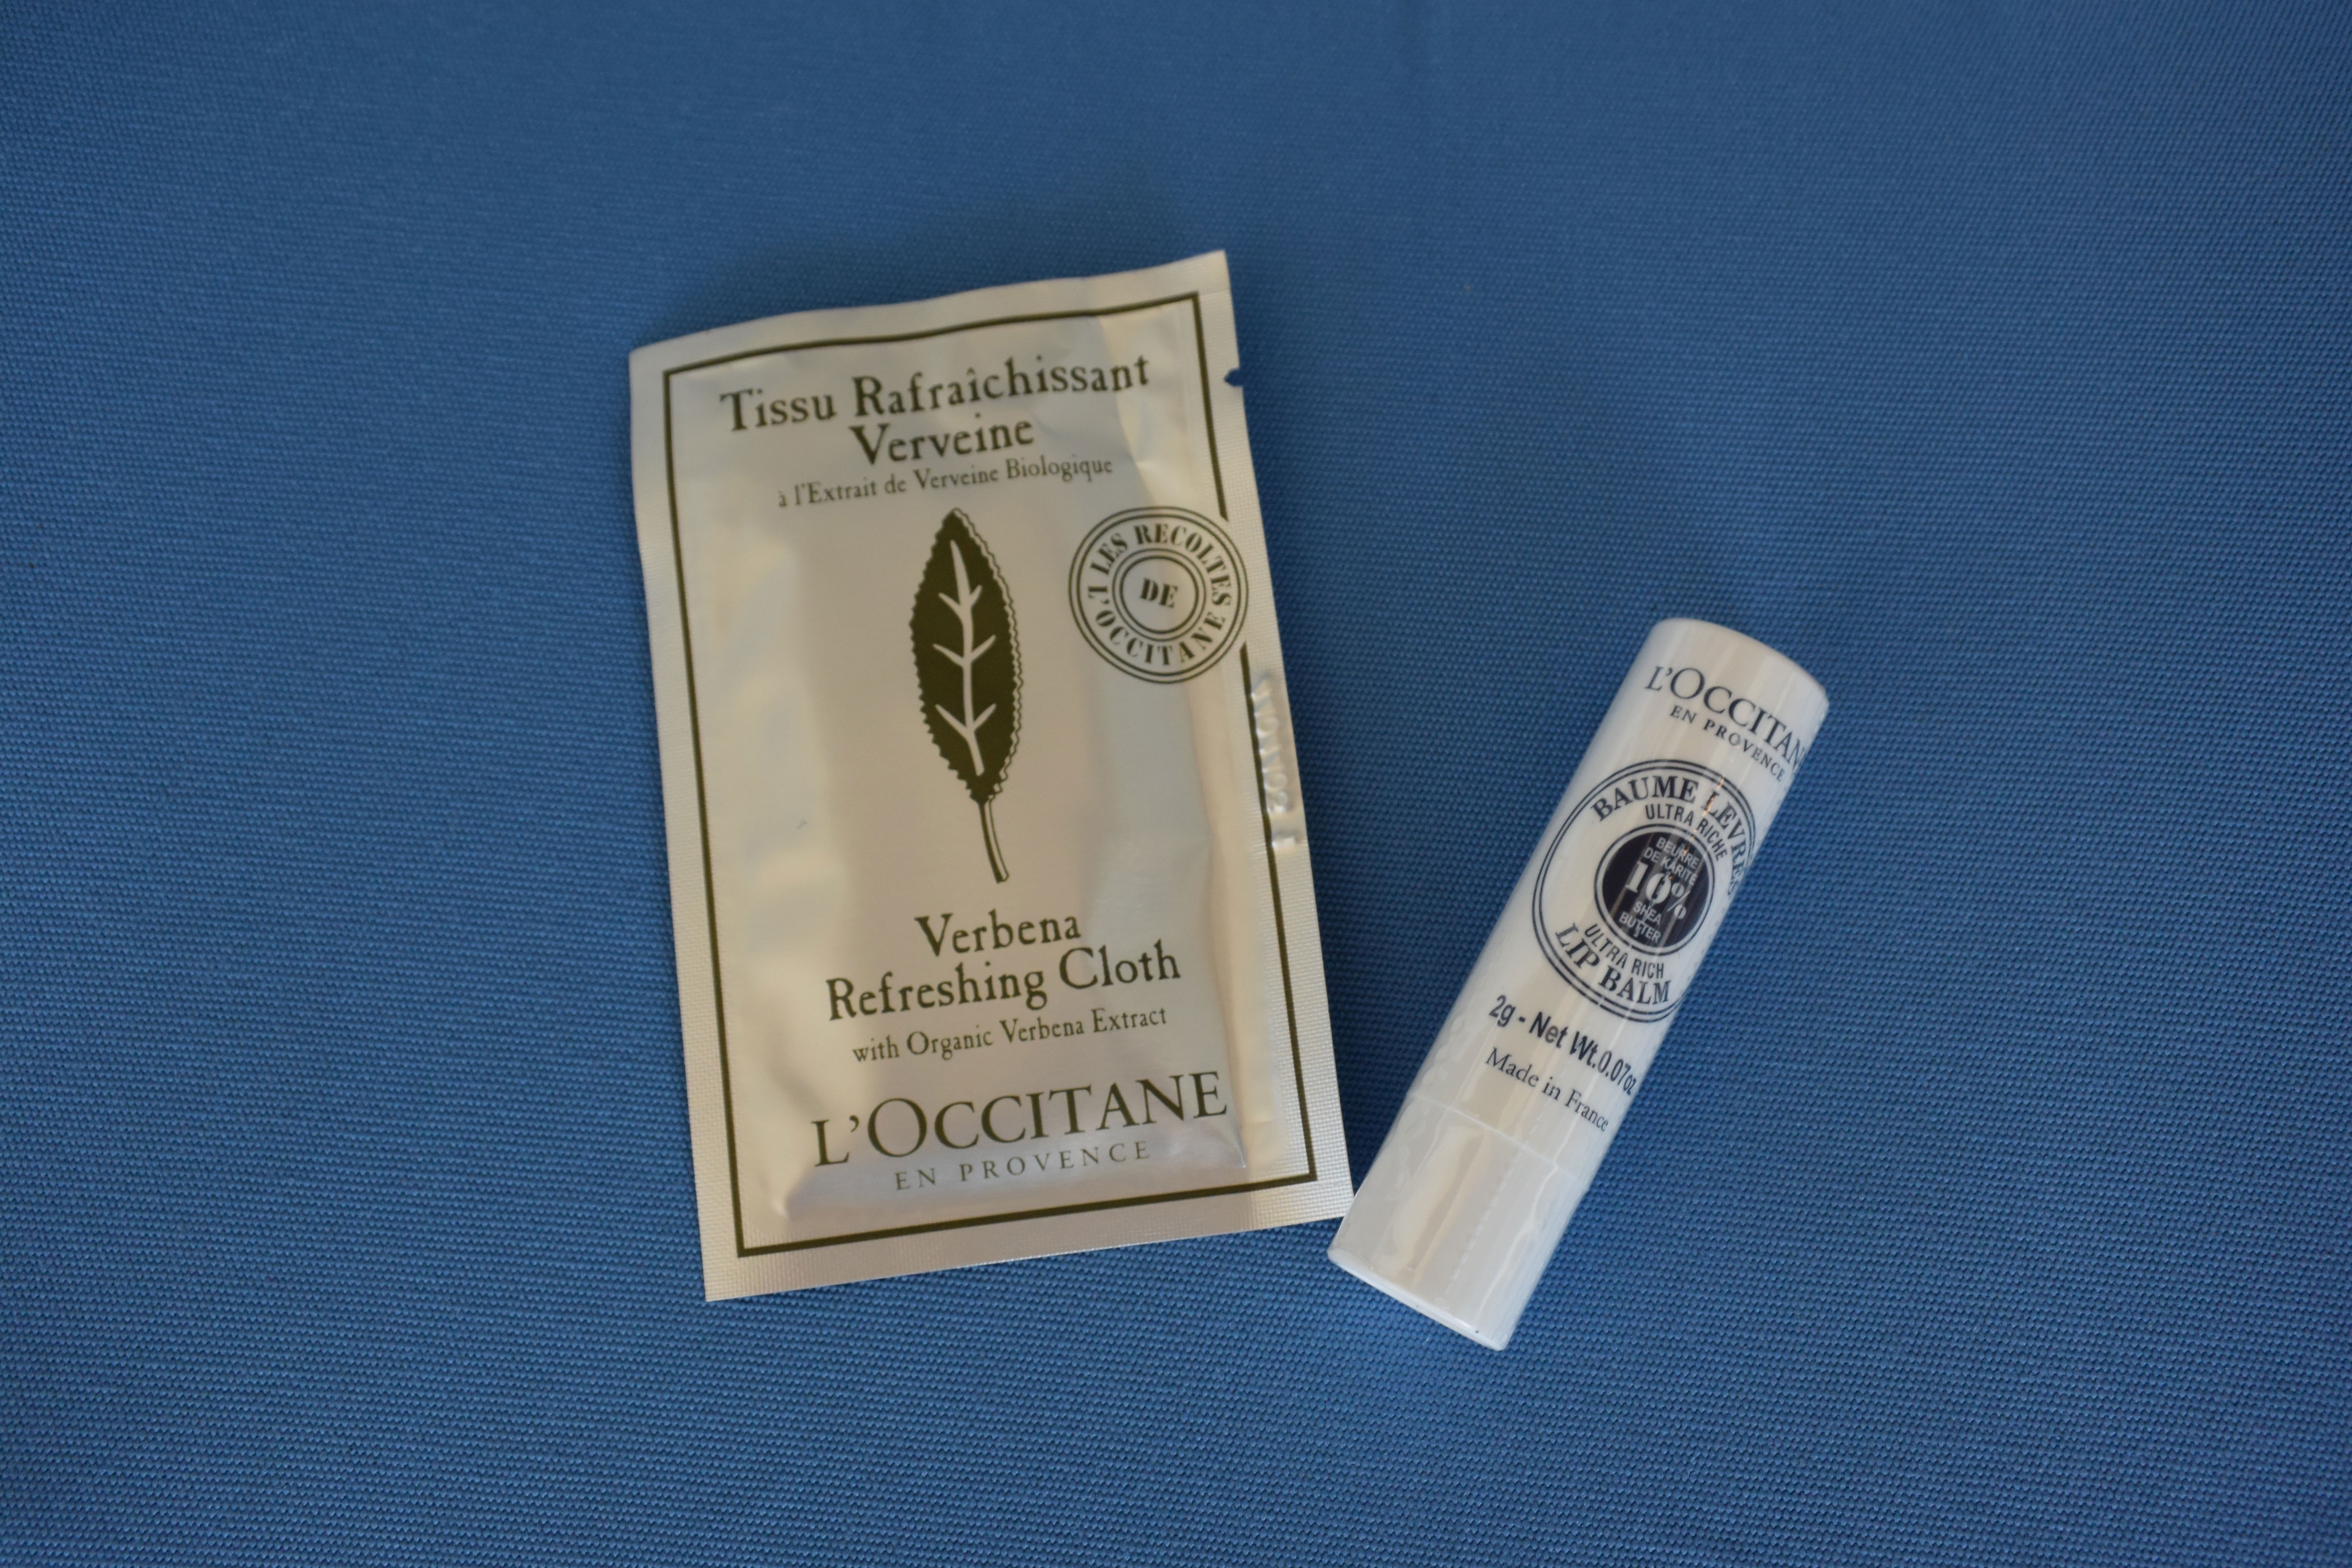 Tissu Rafraîchissant
Verveine
à l'Extrait de Verveine Biologique
LES RECOLTES
DE
L'OCCITANE
Verbena
Refreshing Cloth
with Organic Verbena Extract
L'OCCITANE
EN PROVENCE
L'OCCITAN
EN PROVENCE
BAUME LEVRES
ULTRA RICHE
BEURRE
DE KARITE
10%
SHEA
BUTTER
ULTRA RICH
LIP BALM
2g - Net Wt.0.07oz
Made in France